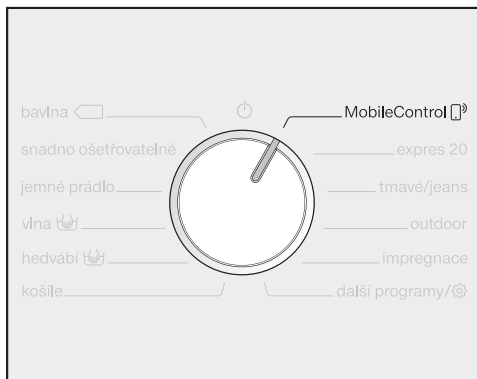 bavlna
snadno ošetřovatelné
jemné prádlo
vlna
hedvábí
košile
MobileControl
expres 20
tmavé/jeans
outdoor
impregnace
další programy/